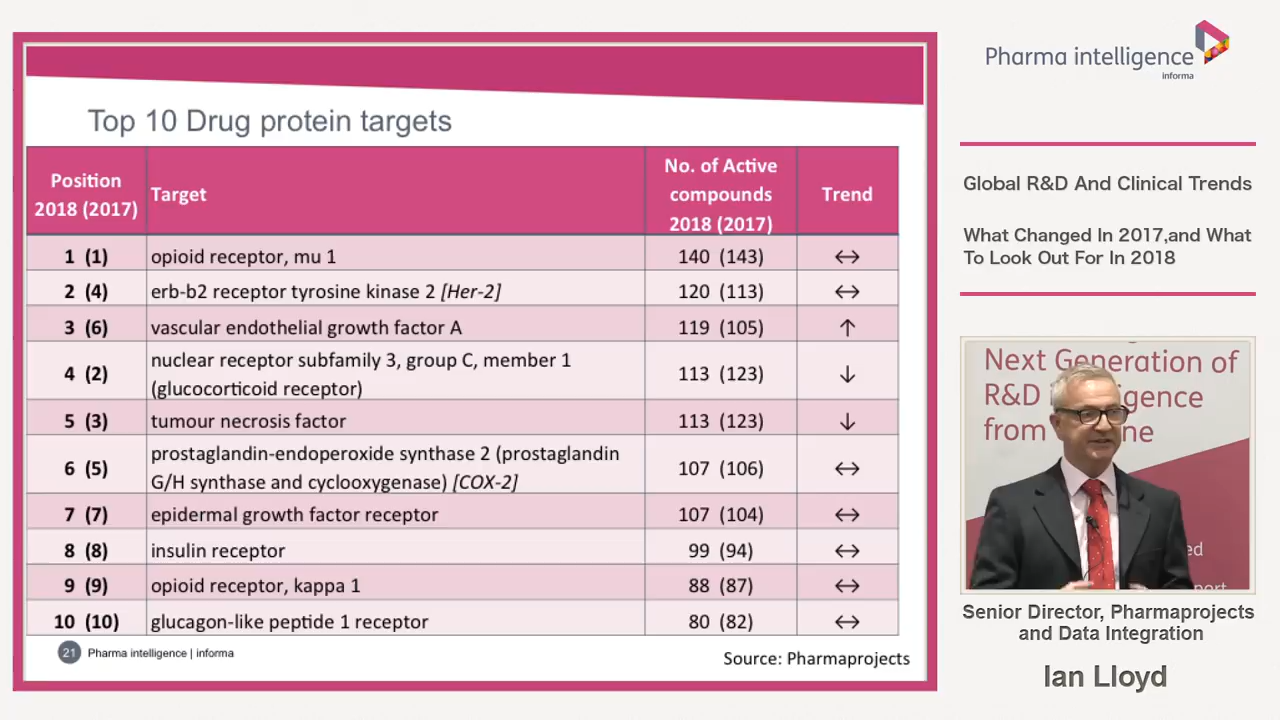 Top 10 Drug protein targets
Position
2018 (2017)
Target
No. of Active
compounds
2018 (2017)
Trend
1 (1) opioid receptor, mu 1 140 (143) ↔
2 (4) erb-b2 receptor tyrosine kinase 2 [Her-2] 120 (113) ↔
3 (6) vascular endothelial growth factor A 119 (105) ↑
4 (2) nuclear receptor subfamily 3, group C, member 1
(glucocorticoid receptor) 113 (123) ↓
5 (3) tumour necrosis factor 113 (123) ↓
6 (5) prostaglandin-endoperoxide synthase 2 (prostaglandin
G/H synthase and cyclooxygenase) [COX-2] 107 (106) ↔
7 (7) epidermal growth factor receptor 107 (104) ↔
8 (8) insulin receptor 99 (94) ↔
9 (9) opioid receptor, kappa 1 88 (87) ↔
10 (10) glucagon-like peptide 1 receptor 80 (82) ↔
21 Pharma intelligence | informa
Source: Pharmaprojects
Pharma intelligence
informa
Global R&D And Clinical Trends
What Changed In 2017,and What
To Look Out For In 2018
Next Generation of
R&D
from
Senior Director, Pharmaprojects
and Data Integration
Ian Lloyd